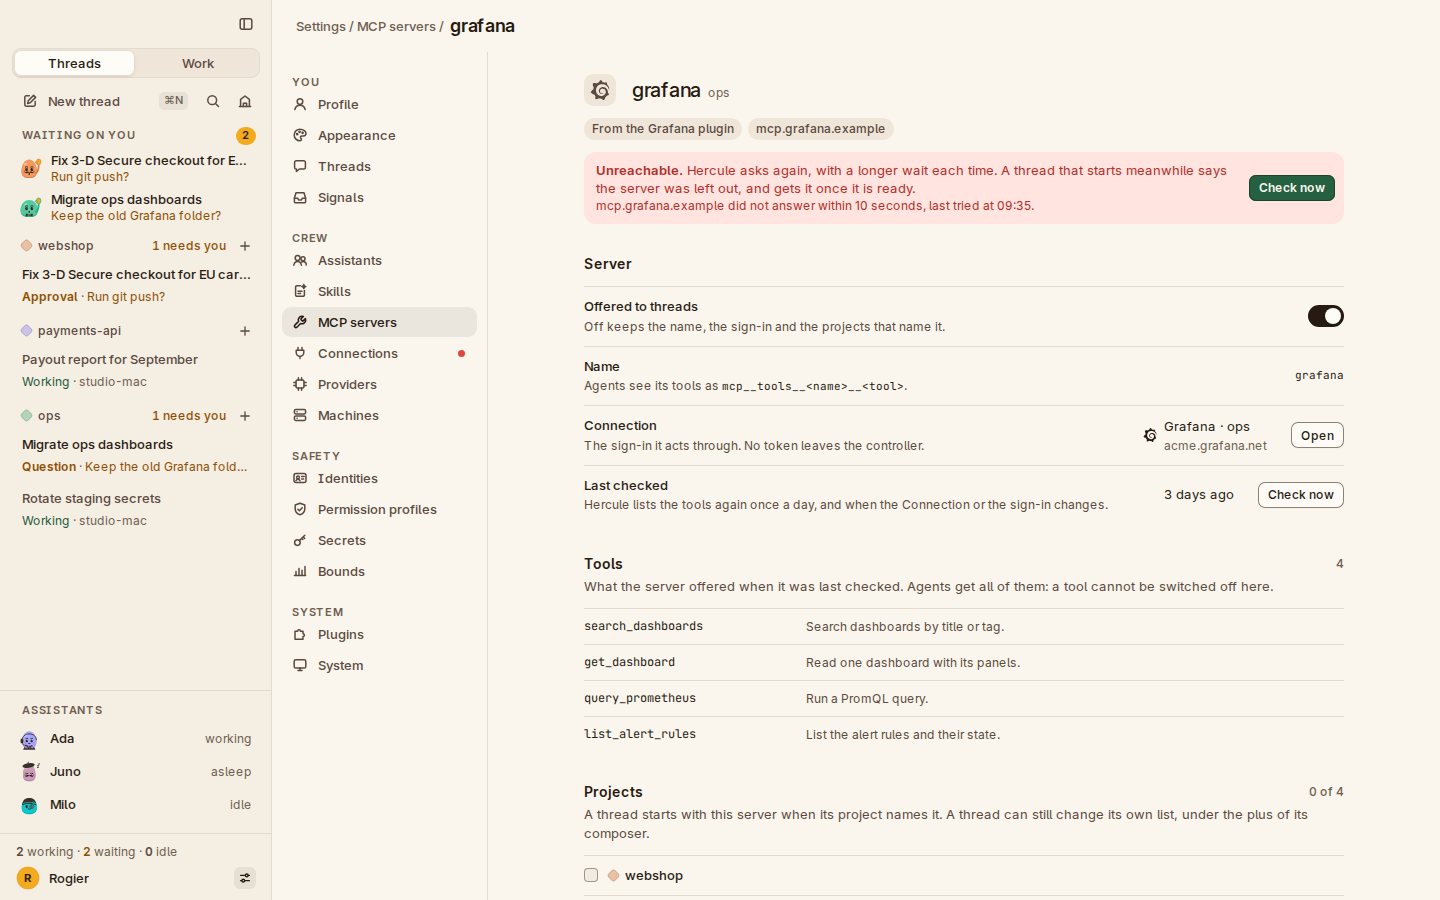 Threads
Work
New thread
⌘N
WAITING ON YOU
2
Fix 3-D Secure checkout for E...
Run git push?
Migrate ops dashboards
Keep the old Grafana folder?
webshop
1 needs you
Fix 3-D Secure checkout for EU car...
Approval · Run git push?
payments-api
Payout report for September
Working · studio-mac
ops
1 needs you
Migrate ops dashboards
Question · Keep the old Grafana fold...
Rotate staging secrets
Working · studio-mac
ASSISTANTS
Ada
working
Juno
asleep
Milo
idle
2 working · 2 waiting · 0 idle
R
Rogier
Settings / MCP servers / grafana
YOU
Profile
Appearance
Threads
Signals
CREW
Assistants
Skills
MCP servers
Connections
Providers
Machines
SAFETY
Identities
Permission profiles
Secrets
Bounds
SYSTEM
Plugins
System
grafana ops
From the Grafana plugin
mcp.grafana.example
Unreachable. Hercule asks again, with a longer wait each time. A thread that starts meanwhile says
the server was left out, and gets it once it is ready.
mcp.grafana.example did not answer within 10 seconds, last tried at 09:35.
Check now
Server
Offered to threads
Off keeps the name, the sign-in and the projects that name it.
Name
Agents see its tools as mcp__tools__<name>__<tool>.
grafana
Connection
The sign-in it acts through. No token leaves the controller.
Grafana · ops
acme.grafana.net
Open
Last checked
Hercule lists the tools again once a day, and when the Connection or the sign-in changes.
3 days ago
Check now
Tools
4
What the server offered when it was last checked. Agents get all of them: a tool cannot be switched off here.
search_dashboards
Search dashboards by title or tag.
get_dashboard
Read one dashboard with its panels.
query_prometheus
Run a PromQL query.
list_alert_rules
List the alert rules and their state.
Projects
0 of 4
A thread starts with this server when its project names it. A thread can still change its own list, under the plus of its
composer.
webshop